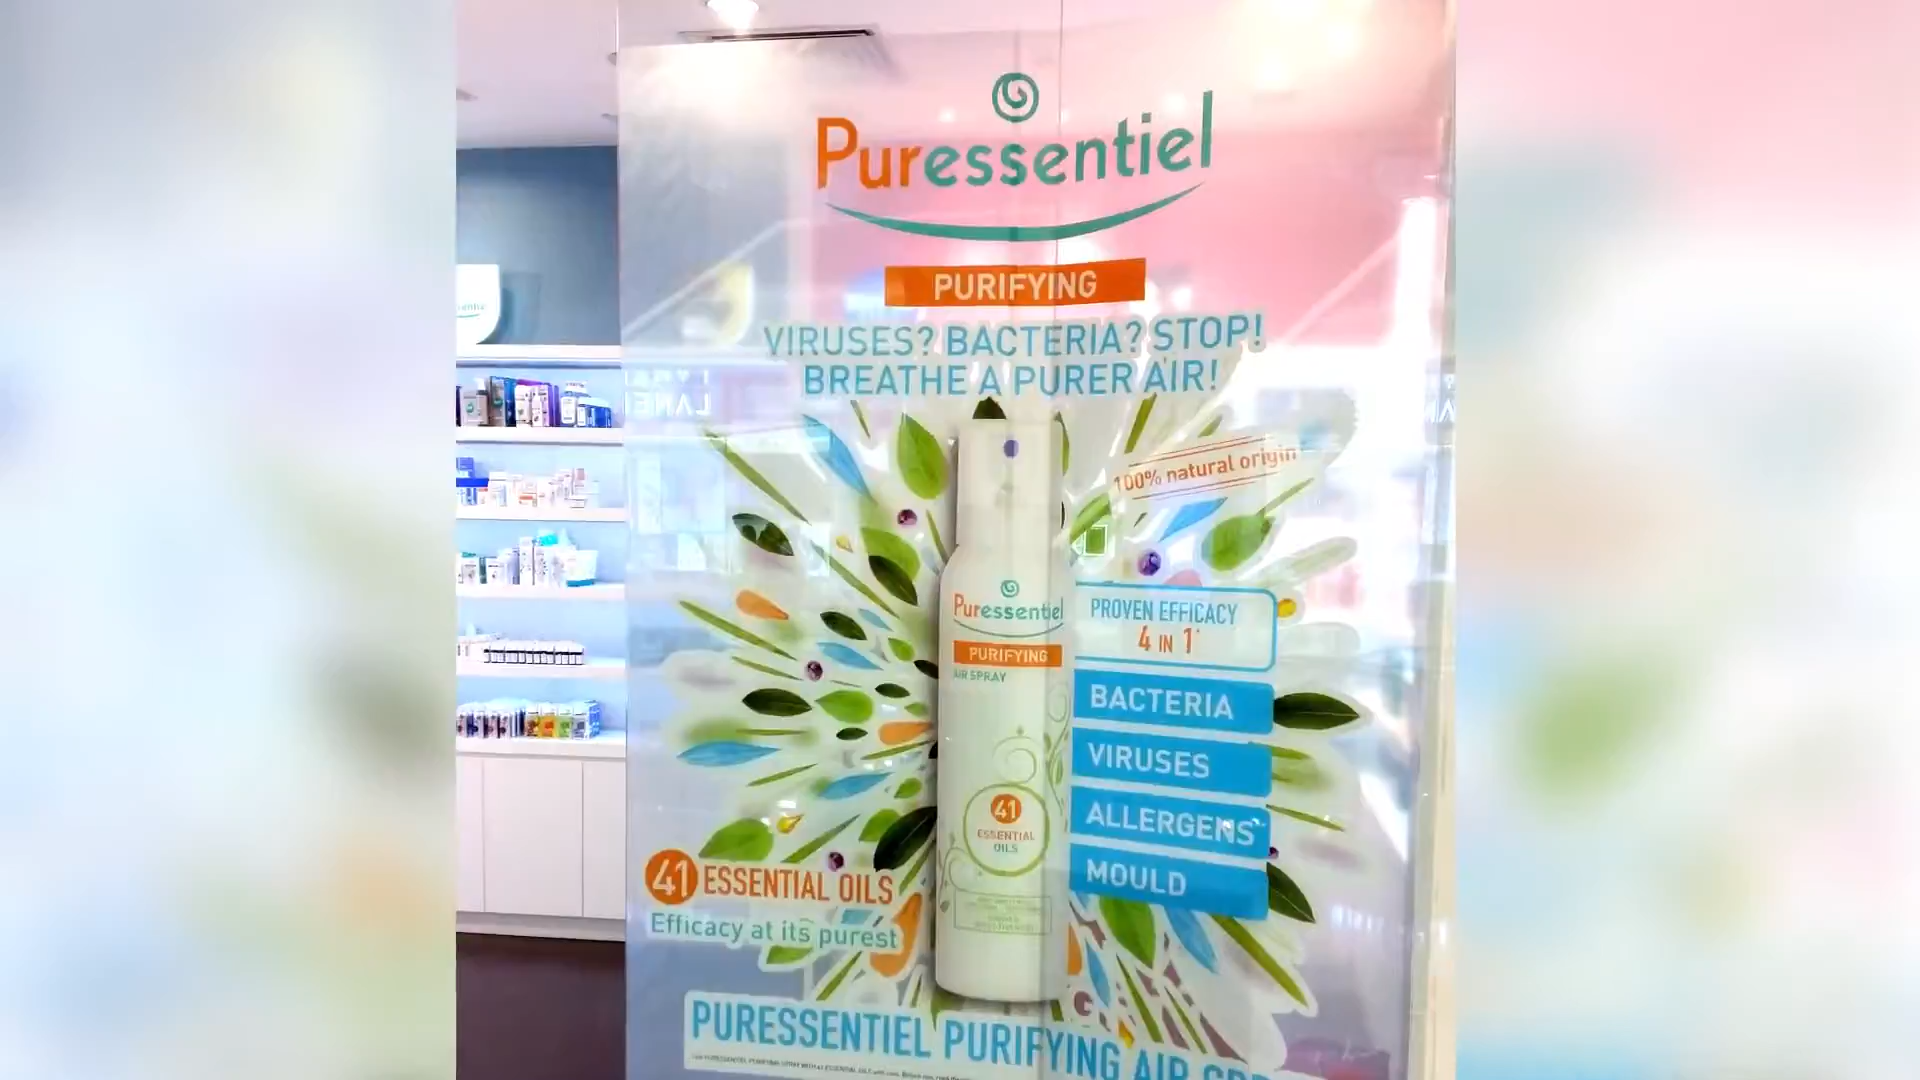 Puressentiel
PURIFYING
VIRUSES? BACTERIA? STOP!
BREATHE A PURER AIR!
100% natural origin
Puressentiel
PURIFYING
AIR SPRAY
41
ESSENTIAL
OILS
PROVEN EFFICACY
4 IN 1*
BACTERIA
VIRUSES
ALLERGENS**
MOULD
41 ESSENTIAL OILS
Efficacy at its purest
PURESSENTIEL PURIFYING AIR